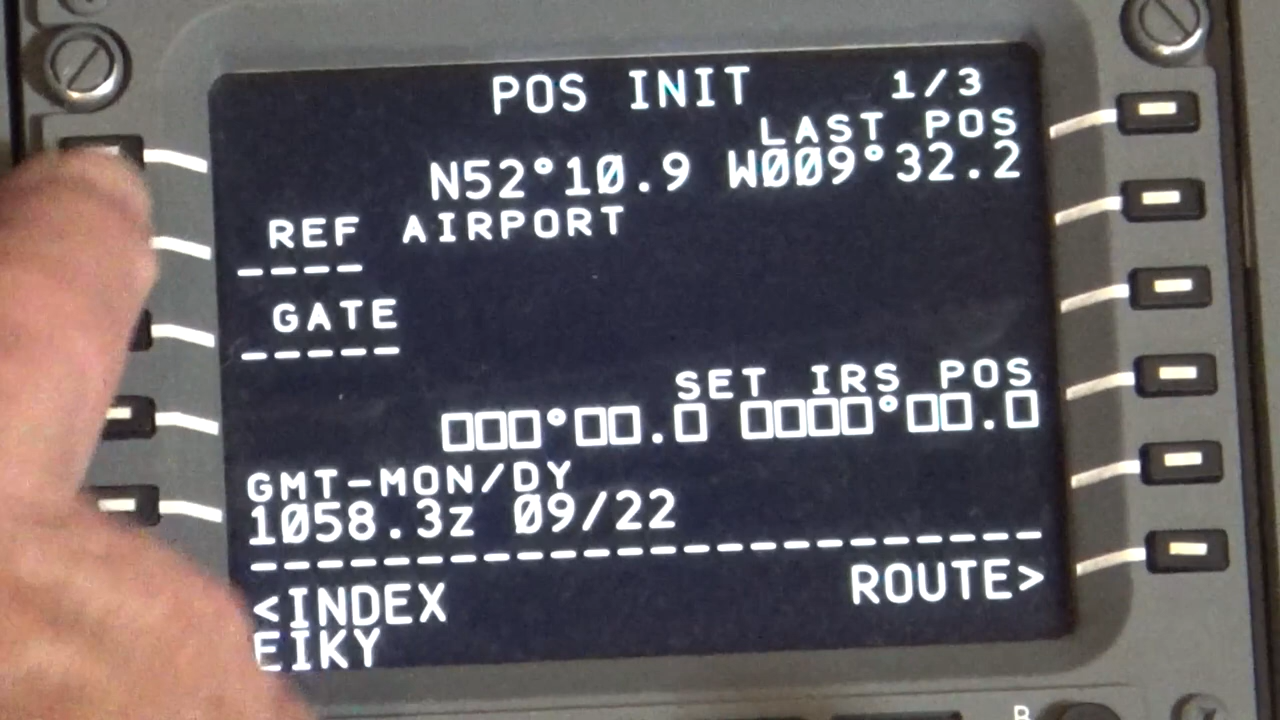 POS INIT 1/3
LAST POS
N52°10.9 W009°32.2
REF AIRPORT
----
GATE
-----
SET IRS POS
□□□°□□.□ □□□□°□□.□
GMT-MON/DY
1058.3z 09/22
------------------------
<INDEX ROUTE>
EIKY
B